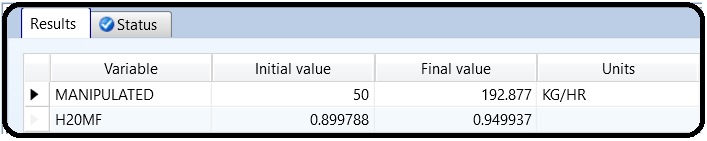 Results Status
Variable Initial value Final value Units
MANIPULATED 50 192.877 KG/HR
H20MF 0.899788 0.949937